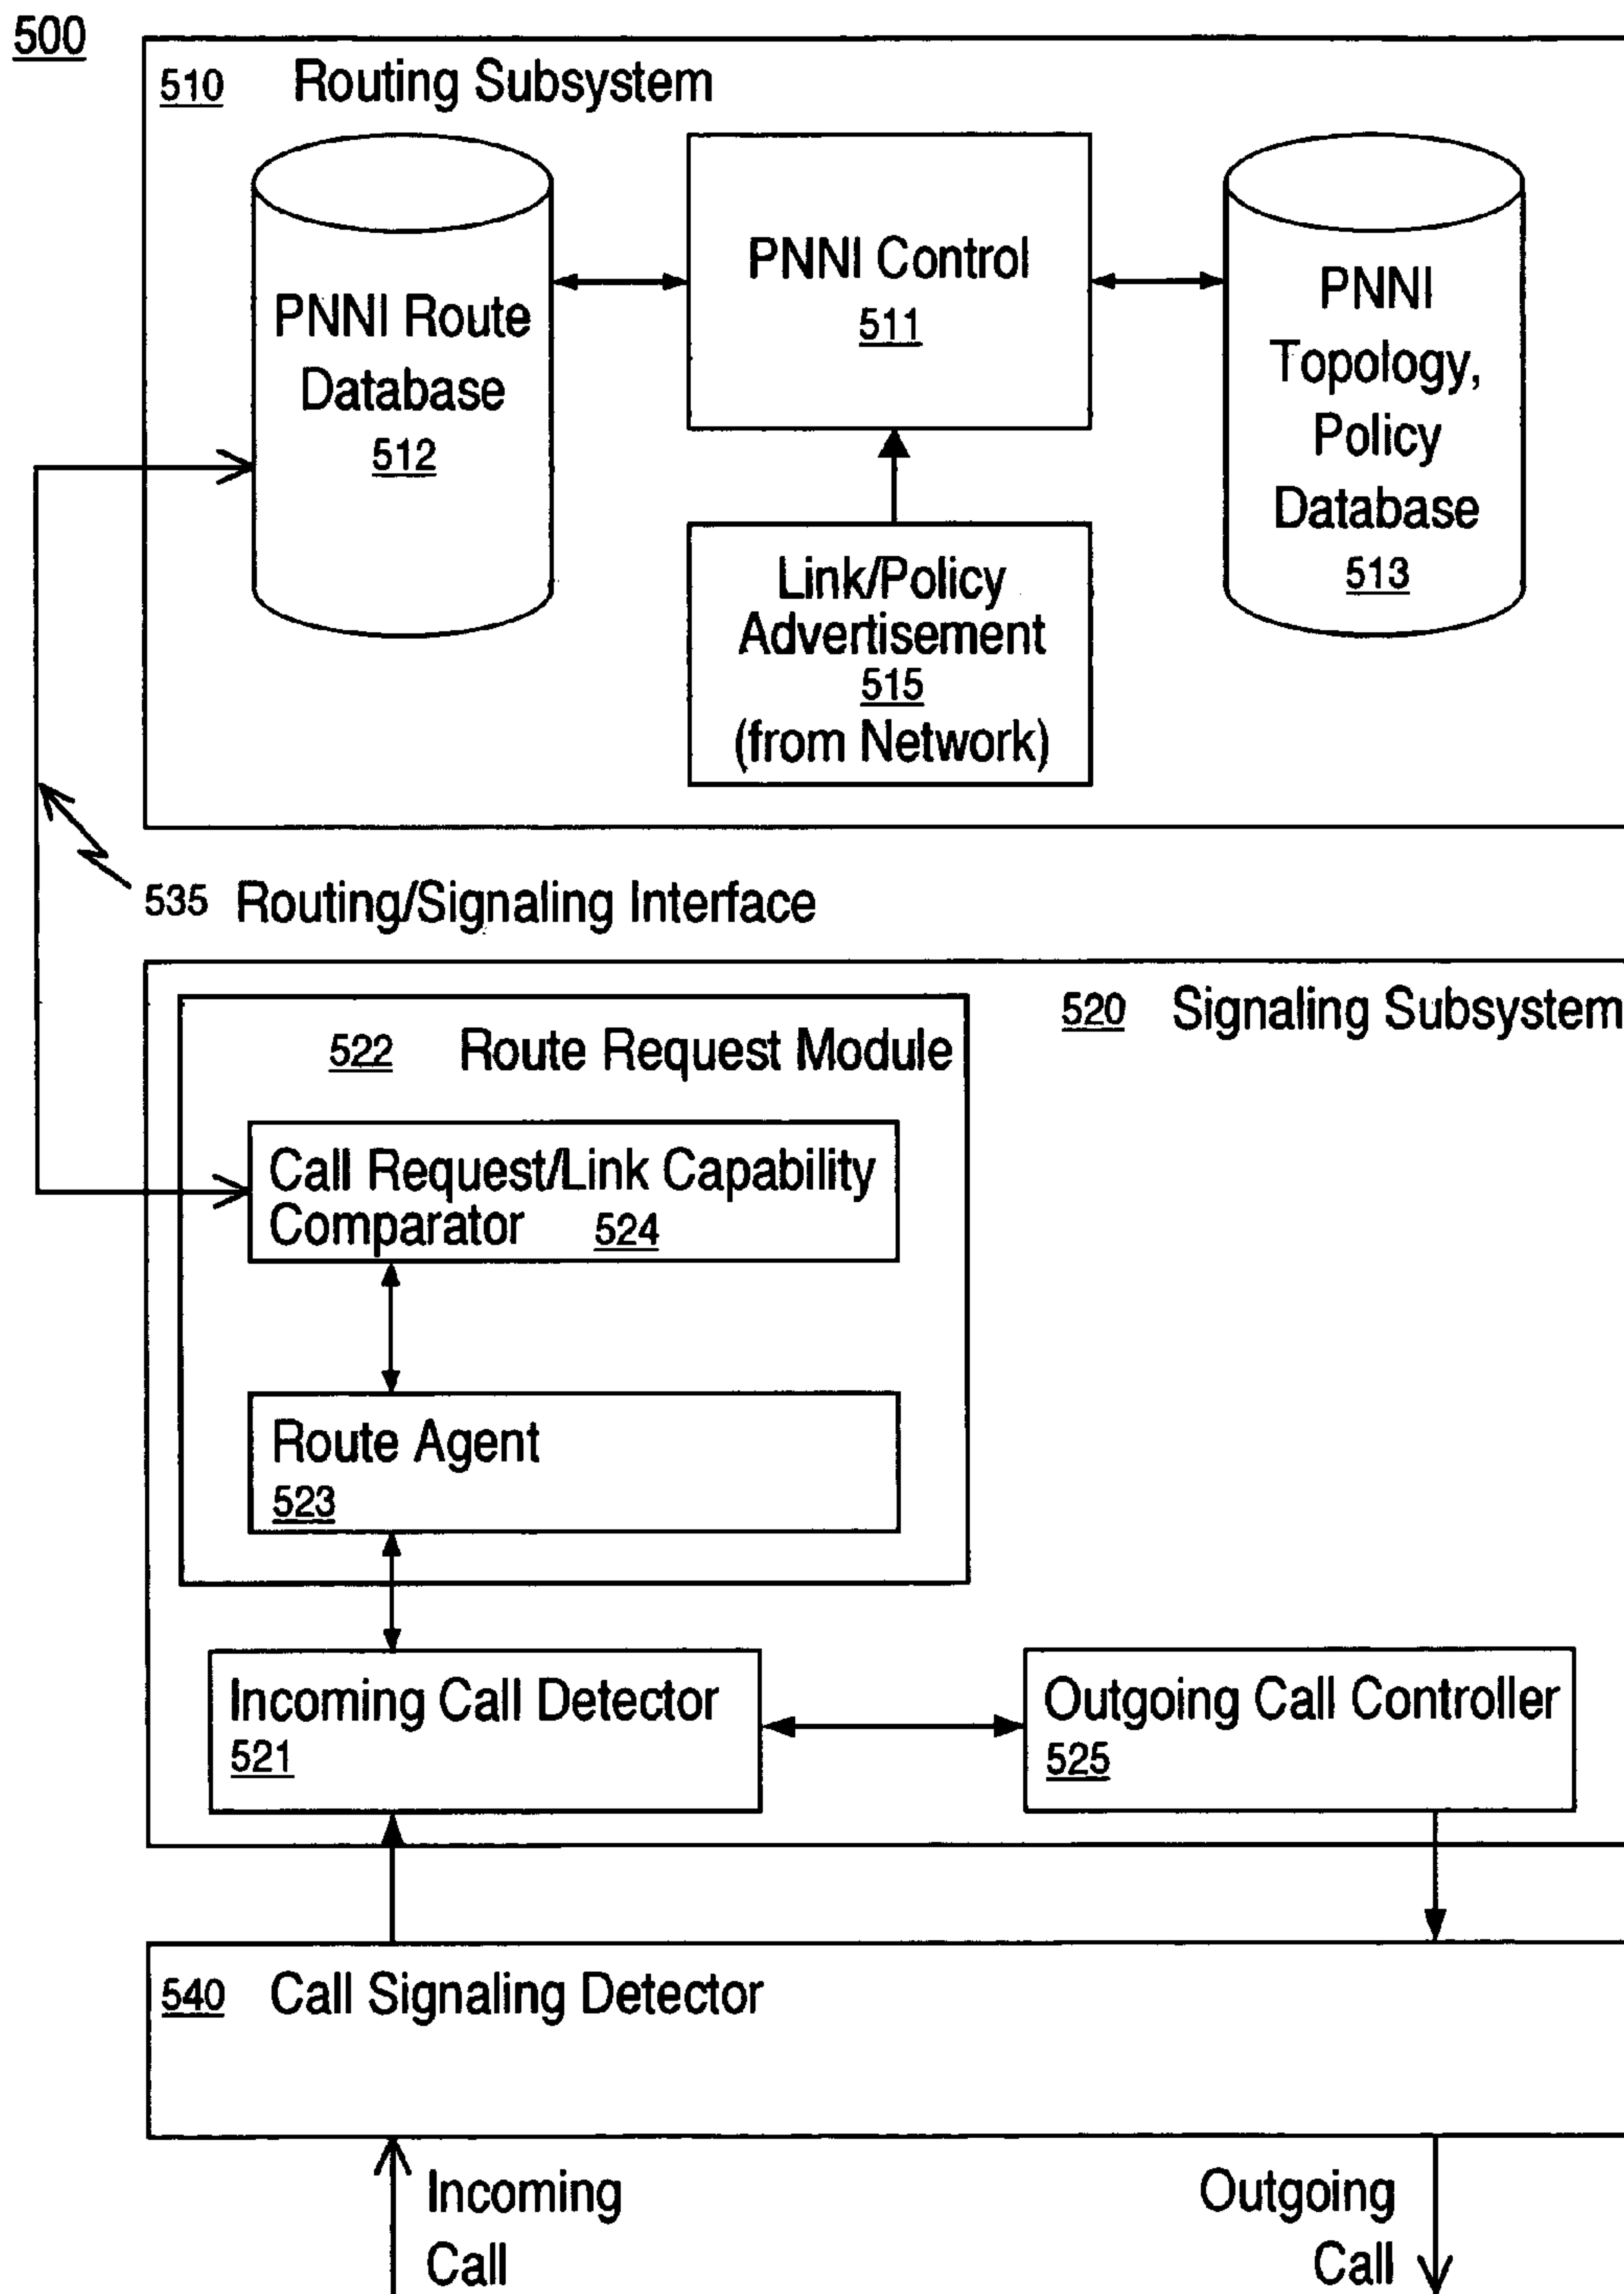 500
510 Routing Subsystem
PNNI Route
Database
512
PNNI Control
511
PNNI
Topology,
Policy
Database
513
Link/Policy
Advertisement
515
(from Network)
535 Routing/Signaling Interface
520 Signaling Subsystem
522 Route Request Module
Call Request/Link Capability
Comparator 524
Route Agent
523
Incoming Call Detector
521
Outgoing Call Controller
525
540 Call Signaling Detector
Incoming
Call
Outgoing
Call